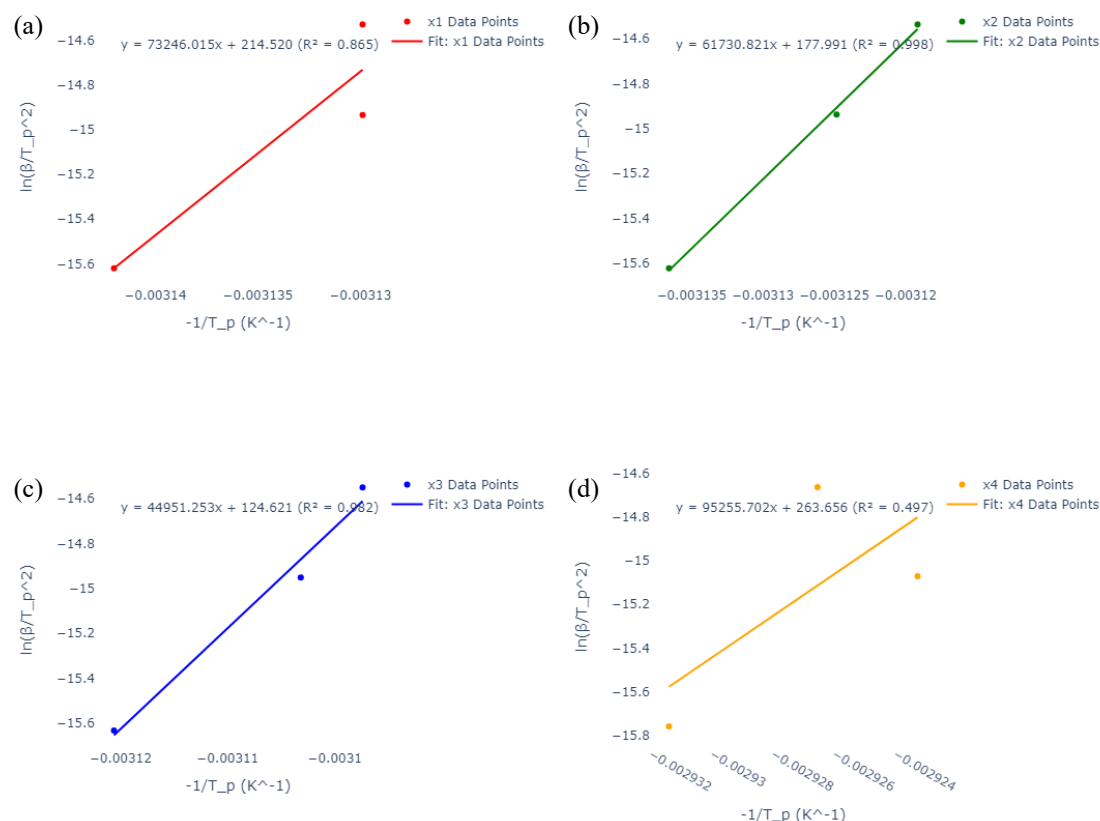 (a)
x1 Data Points
Fit: x1 Data Points
y = 73246.015x + 214.520 (R² = 0.865)
ln(β/T_p^2)
−14.6
−14.8
−15
−15.2
−15.4
−15.6
−0.00314
−0.003135
−0.00313
-1/T_p (K^-1)
(b)
x2 Data Points
Fit: x2 Data Points
y = 61730.821x + 177.991 (R² = 0.998)
ln(β/T_p^2)
−14.6
−14.8
−15
−15.2
−15.4
−15.6
−0.003135
−0.00313
−0.003125
−0.00312
-1/T_p (K^-1)
(c)
x3 Data Points
Fit: x3 Data Points
y = 44951.253x + 124.621 (R² = 0.982)
ln(β/T_p^2)
−14.6
−14.8
−15
−15.2
−15.4
−15.6
−0.00312
−0.00311
−0.0031
-1/T_p (K^-1)
(d)
x4 Data Points
Fit: x4 Data Points
y = 95255.702x + 263.656 (R² = 0.497)
ln(β/T_p^2)
−14.6
−14.8
−15
−15.2
−15.4
−15.6
−15.8
−0.002932
−0.00293
−0.002928
−0.002926
−0.002924
-1/T_p (K^-1)